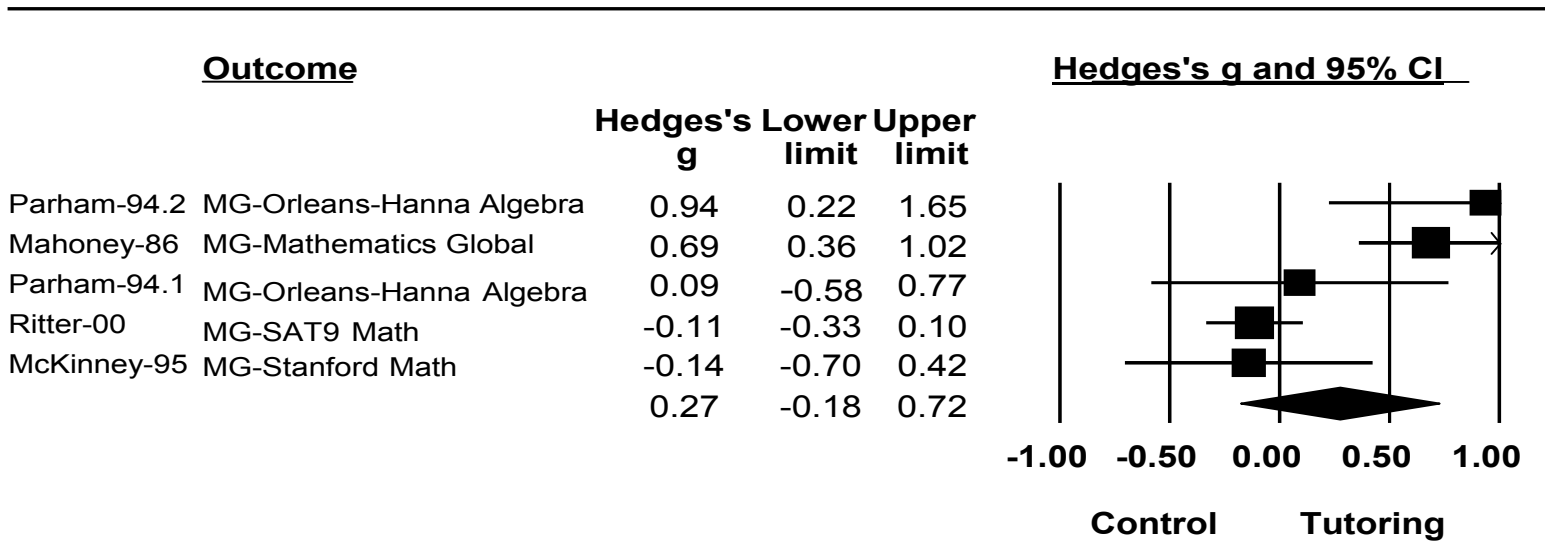 Outcome Hedges's g and 95% CI
Hedges's Lower Upper
g limit limit
Parham-94.2 MG-Orleans-Hanna Algebra 0.94 0.22 1.65
Mahoney-86 MG-Mathematics Global 0.69 0.36 1.02
Parham-94.1 MG-Orleans-Hanna Algebra 0.09 -0.58 0.77
Ritter-00 MG-SAT9 Math -0.11 -0.33 0.10
McKinney-95 MG-Stanford Math -0.14 -0.70 0.42
0.27 -0.18 0.72
-1.00 -0.50 0.00 0.50 1.00
Control Tutoring